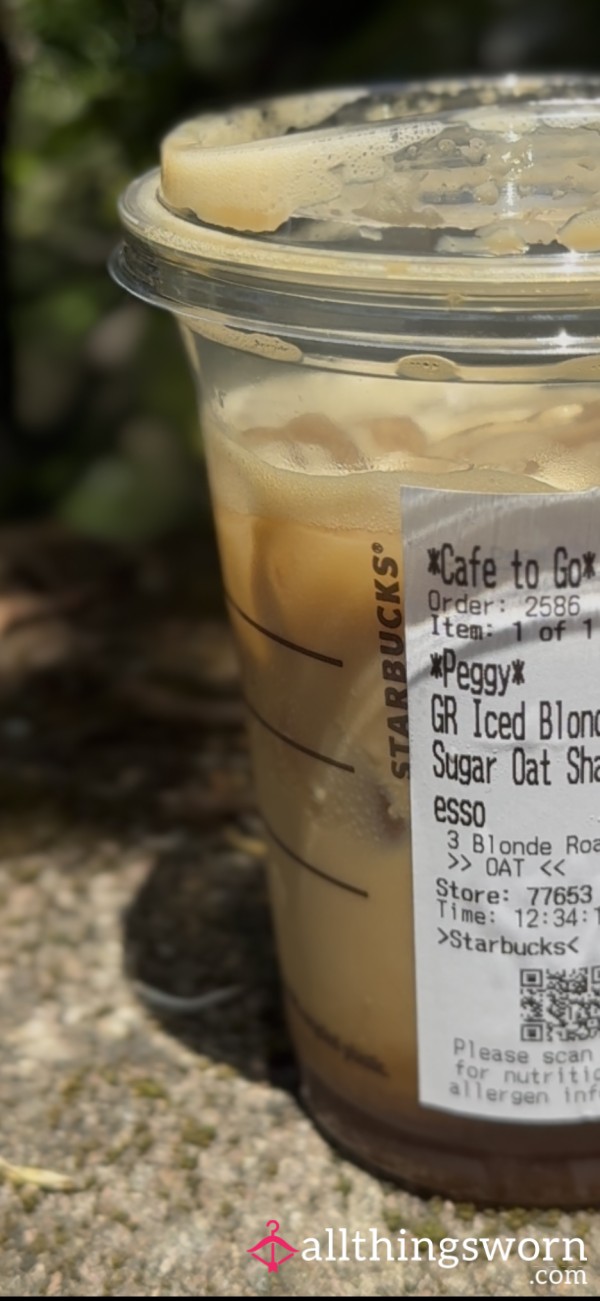 STARBUCKS®
*Cafe to Go*
Order: 2586
Item: 1 of 1
*Peggy*
GR Iced Blond
Sugar Oat Sha
esso
3 Blonde Roa
>> OAT <<
Store: 77653
Time: 12:34:1
>Starbucks<
Please scan
for nutritio
allergen inf
allthingsworn
.com